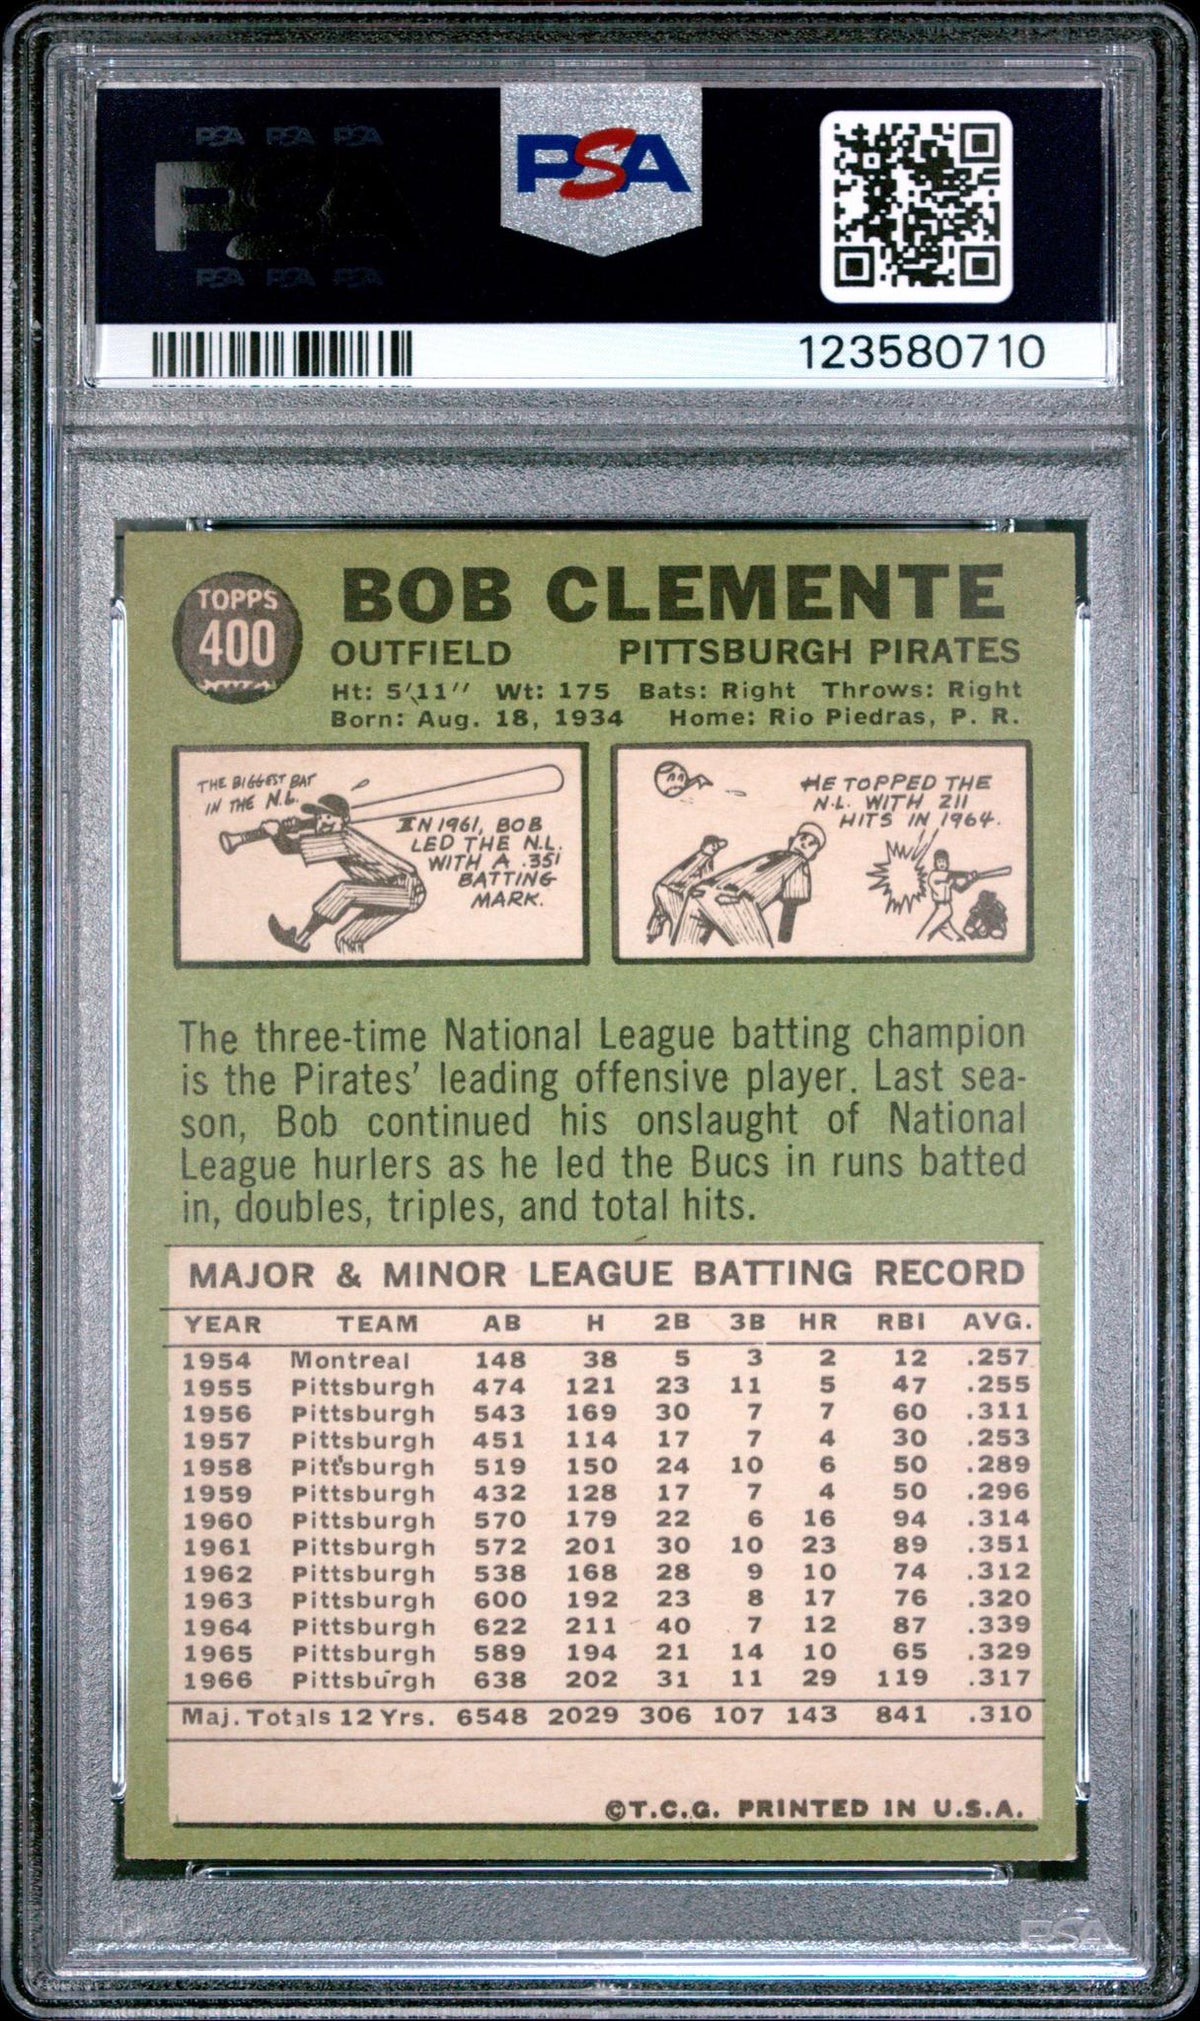 PSA PSA PSA
PSA
PSA PSA PSA
PSA
123580710
TOPPS
400
BOB CLEMENTE
OUTFIELD PITTSBURGH PIRATES
Ht: 5'11" Wt: 175 Bats: Right Throws: Right
Born: Aug. 18, 1934 Home: Rio Piedras, P. R.
THE BIGGEST BAT
IN THE N.L.
IN 1961, BOB
LED THE N.L.
WITH A .351
BATTING
MARK.
HE TOPPED THE
N.L. WITH 211
HITS IN 1964.
The three-time National League batting champion
is the Pirates' leading offensive player. Last sea-
son, Bob continued his onslaught of National
League hurlers as he led the Bucs in runs batted
in, doubles, triples, and total hits.
MAJOR & MINOR LEAGUE BATTING RECORD
YEAR TEAM AB H 2B 3B HR RBI AVG.
1954 Montreal 148 38 5 3 2 12 .257
1955 Pittsburgh 474 121 23 11 5 47 .255
1956 Pittsburgh 543 169 30 7 7 60 .311
1957 Pittsburgh 451 114 17 7 4 30 .253
1958 Pittsburgh 519 150 24 10 6 50 .289
1959 Pittsburgh 432 128 17 7 4 50 .296
1960 Pittsburgh 570 179 22 6 16 94 .314
1961 Pittsburgh 572 201 30 10 23 89 .351
1962 Pittsburgh 538 168 28 9 10 74 .312
1963 Pittsburgh 600 192 23 8 17 76 .320
1964 Pittsburgh 622 211 40 7 12 87 .339
1965 Pittsburgh 589 194 21 14 10 65 .329
1966 Pittsburgh 638 202 31 11 29 119 .317
Maj. Totals 12 Yrs. 6548 2029 306 107 143 841 .310
©T.C.G. PRINTED IN U.S.A.
PSA